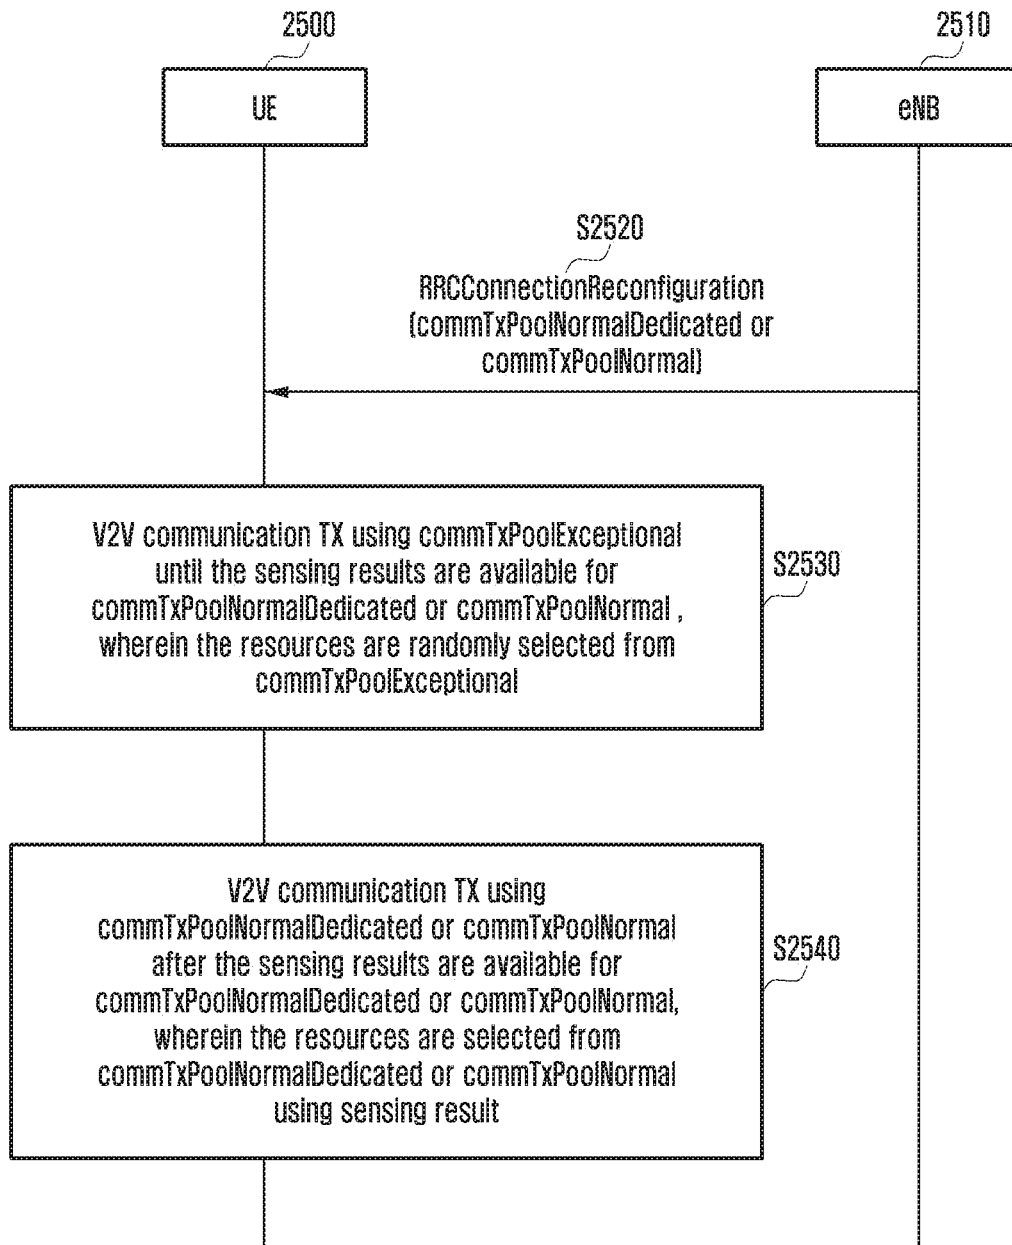 2500
2510
UE
eNB
S2520
RRCConnectionReconfiguration
(commTxPoolNormalDedicated or
commTxPoolNormal)
V2V communication TX using commTxPoolExceptional
until the sensing results are available for
commTxPoolNormalDedicated or commTxPoolNormal ,
wherein the resources are randomly selected from
commTxPoolExceptional
S2530
V2V communication TX using
commTxPoolNormalDedicated or commTxPoolNormal
after the sensing results are available for
commTxPoolNormalDedicated or commTxPoolNormal,
wherein the resources are selected from
commTxPoolNormalDedicated or commTxPoolNormal
using sensing result
S2540